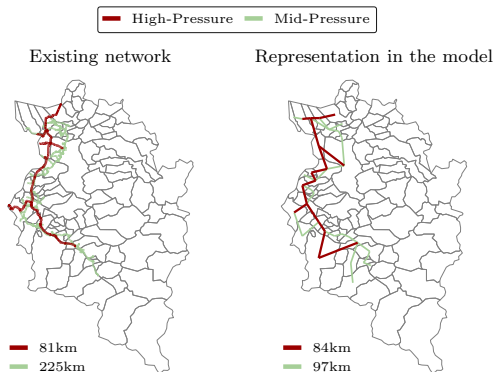 High-Pressure Mid-Pressure
Existing network
Representation in the model
81km
225km
84km
97km